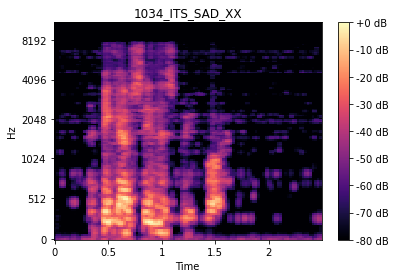 1034_ITS_SAD_XX
+0 dB
8192
-10 dB
4096
-20 dB
-30 dB
2048
Hz
-40 dB
1024
-50 dB
512
-60 dB
-70 dB
0
-80 dB
0 0.5 1 1.5 2
Time